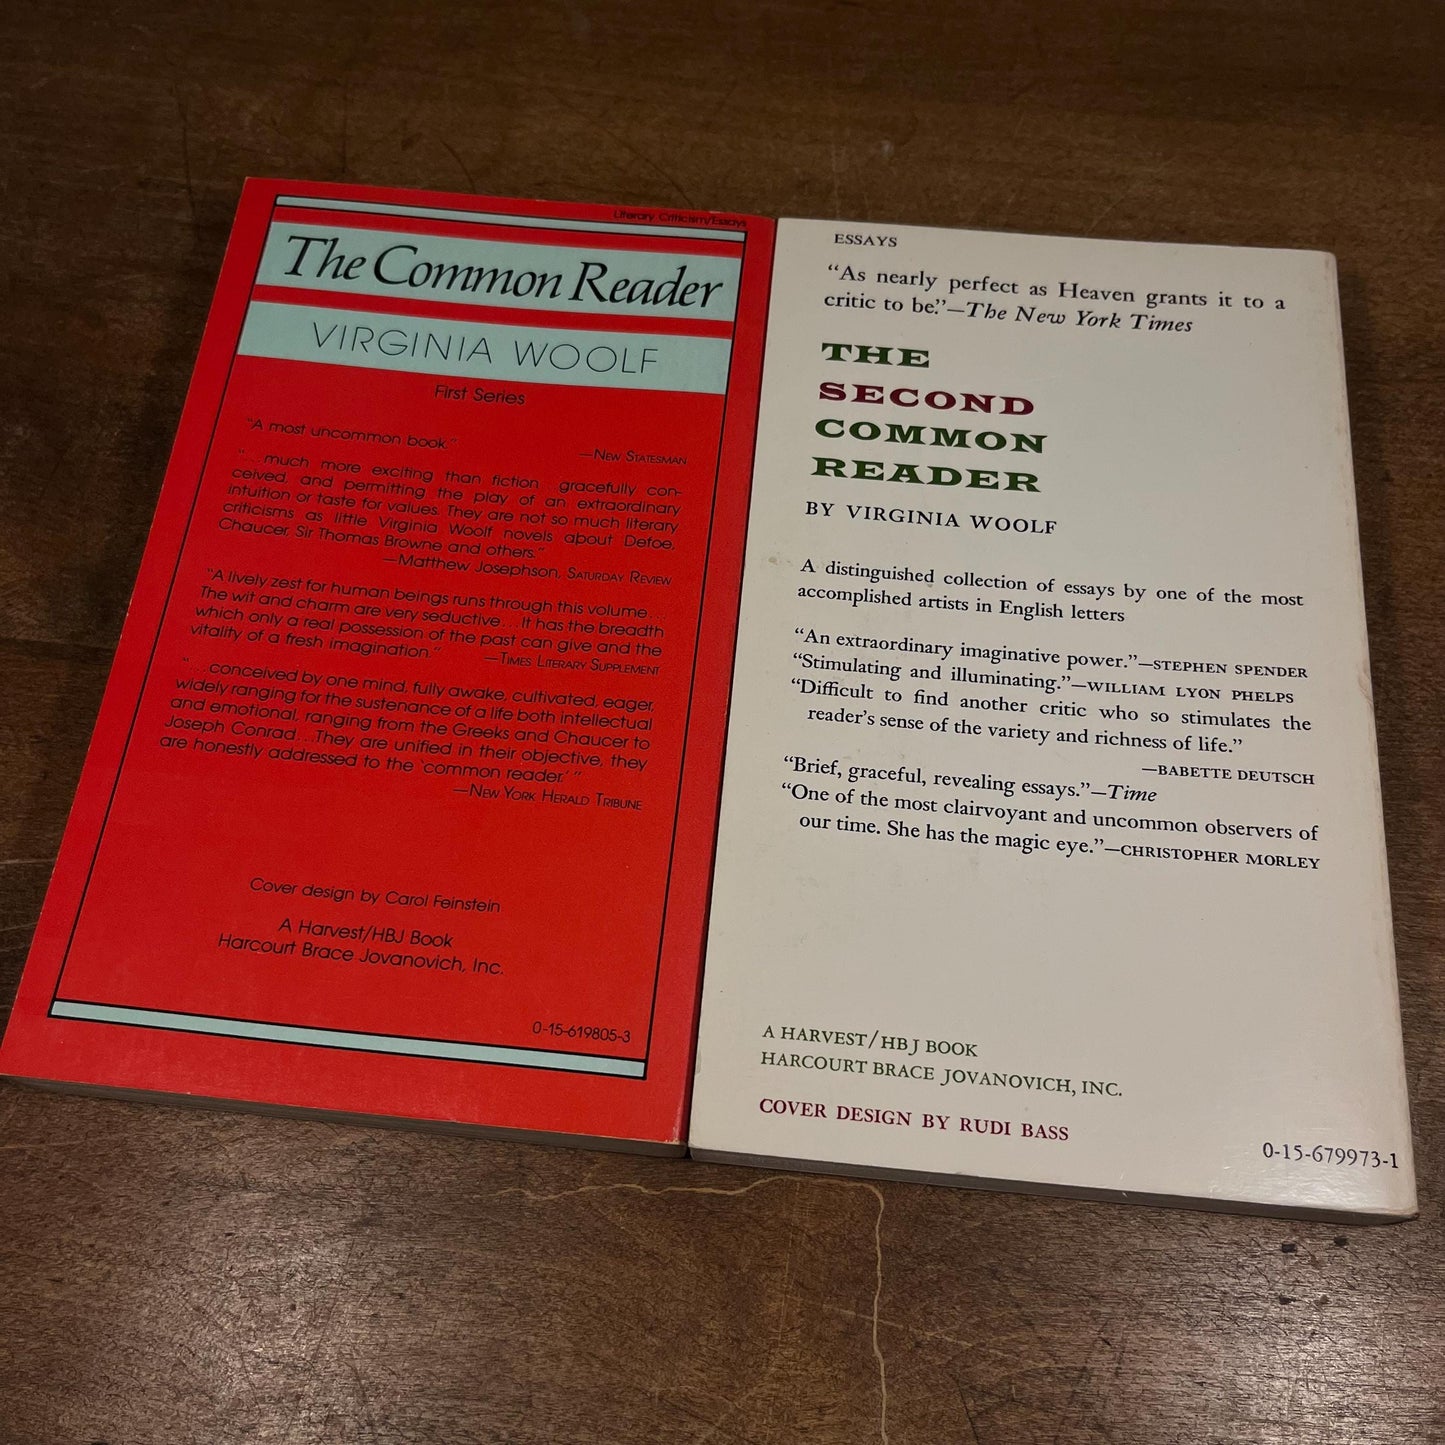 Literary Criticism/Essays
The Common Reader
VIRGINIA WOOLF
First Series
“A most uncommon book.”
—NEW STATESMAN
“. . .much more exciting than fiction . .gracefully con-
ceived, and permitting the play of an extraordinary
intuition or taste for values. They are not so much literary
criticisms as little Virginia Woolf novels about Defoe,
Chaucer, Sir Thomas Browne and others.”
—Matthew Josephson, SATURDAY REVIEW
“A lively zest for human beings runs through this volume. . .
The wit and charm are very seductive. . .It has the breadth
which only a real possession of the past can give and the
vitality of a fresh imagination.”
—TIMES LITERARY SUPPLEMENT
“. . .conceived by one mind, fully awake, cultivated, eager,
widely ranging for the sustenance of a life both intellectual
and emotional, ranging from the Greeks and Chaucer to
Joseph Conrad. . .They are unified in their objective, they
are honestly addressed to the ‘common reader.’ ”
—NEW YORK HERALD TRIBUNE
Cover design by Carol Feinstein
A Harvest/HBJ Book
Harcourt Brace Jovanovich, Inc.
0-15-619805-3
ESSAYS
“As nearly perfect as Heaven grants it to a
critic to be.”—The New York Times
THE
SECOND
COMMON
READER
BY VIRGINIA WOOLF
A distinguished collection of essays by one of the most
accomplished artists in English letters
“An extraordinary imaginative power.”—STEPHEN SPENDER
“Stimulating and illuminating.”—WILLIAM LYON PHELPS
“Difficult to find another critic who so stimulates the
reader’s sense of the variety and richness of life.”
—BABETTE DEUTSCH
“Brief, graceful, revealing essays.”—Time
“One of the most clairvoyant and uncommon observers of
our time. She has the magic eye.”—CHRISTOPHER MORLEY
A HARVEST/HBJ BOOK
HARCOURT BRACE JOVANOVICH, INC.
COVER DESIGN BY RUDI BASS
0-15-679973-1